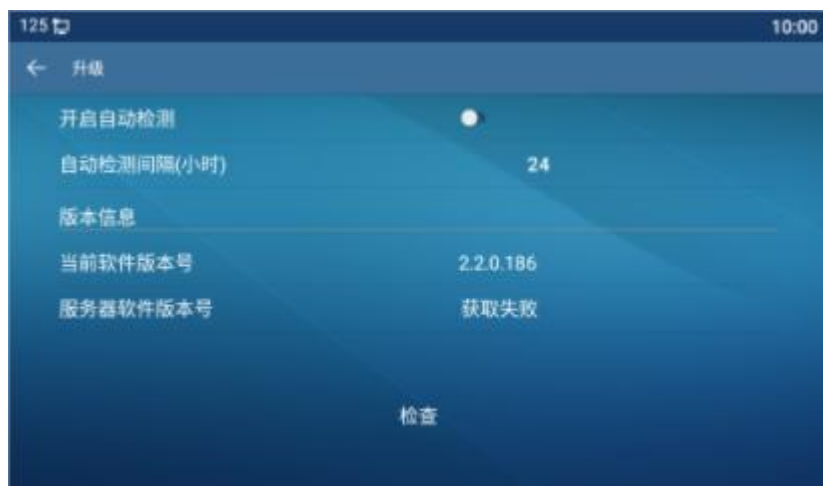 125
10:00
升级
开启自动检测
自动检测间隔(小时) 24
版本信息
当前软件版本号 2.2.0.186
服务器软件版本号 获取失败
检查